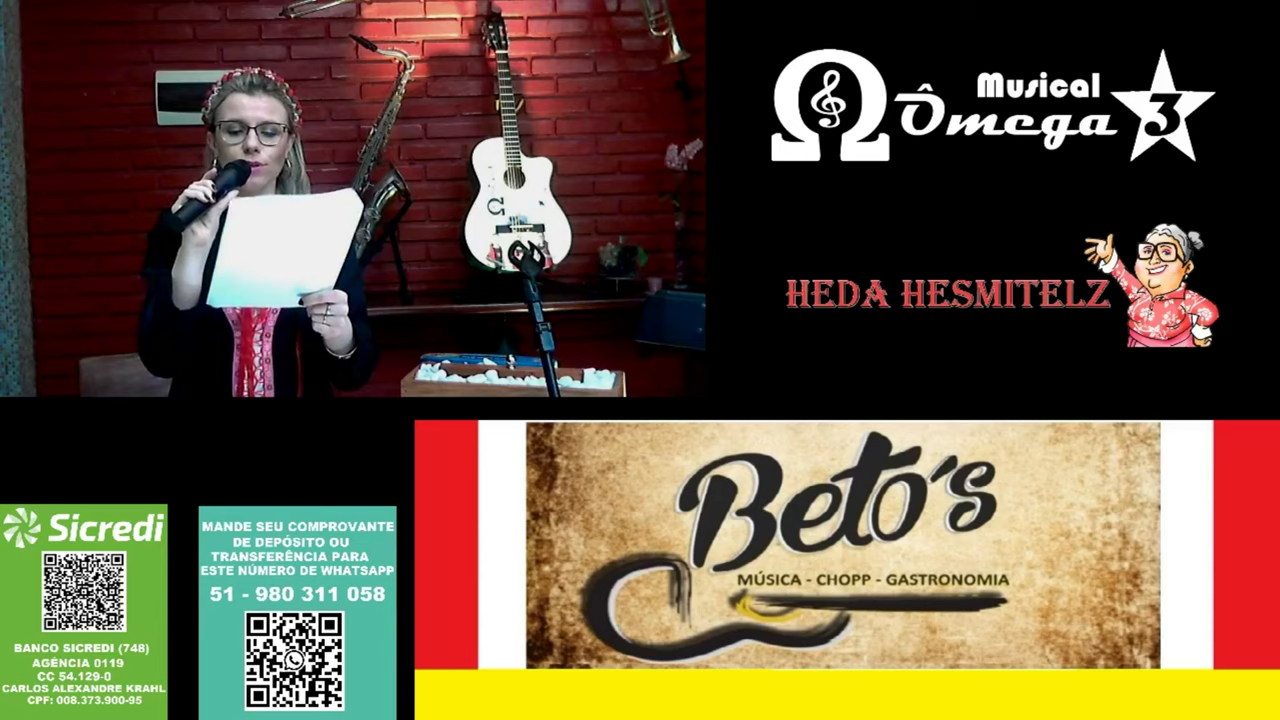 Musical
Ômega 3
HEDA HESMITELZ
Beto's
MÚSICA - CHOPP - GASTRONOMIA
Sicredi
BANCO SICREDI (748)
AGÊNCIA 0119
CC 54.129-0
CARLOS ALEXANDRE KRAHL
CPF: 008.373.900-95
MANDE SEU COMPROVANTE
DE DEPÓSITO OU
TRANSFERÊNCIA PARA
ESTE NÚMERO DE WHATSAPP
51 - 980 311 058